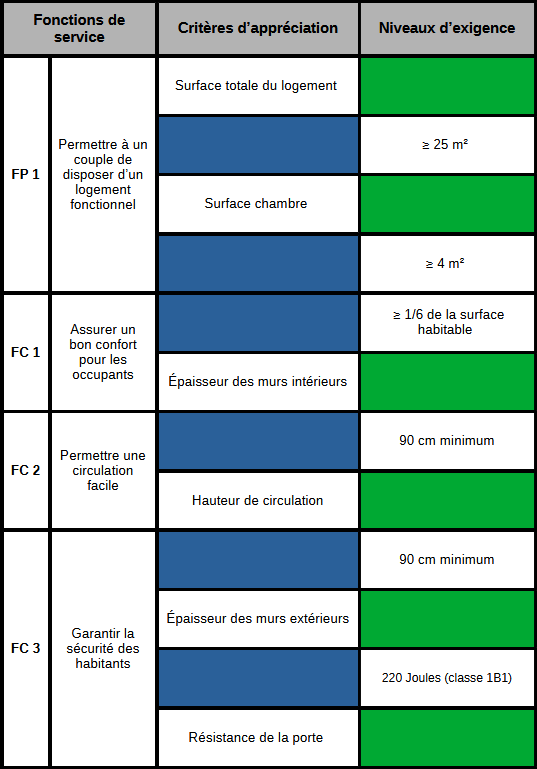 Fonctions de
service
Critères d'appréciation
Niveaux d'exigence
FP 1
Permettre à un
couple de
disposer d'un
logement
fonctionnel
Surface totale du logement
≥ 25 m²
Surface chambre
≥ 4 m²
FC 1
Assurer un
bon confort
pour les
occupants
≥ 1/6 de la surface
habitable
Épaisseur des murs intérieurs
FC 2
Permettre une
circulation
facile
90 cm minimum
Hauteur de circulation
FC 3
Garantir la
sécurité des
habitants
90 cm minimum
Épaisseur des murs extérieurs
220 Joules (classe 1B1)
Résistance de la porte